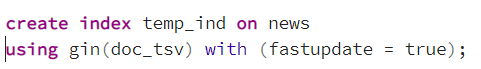 create index temp_ind on news
using gin(doc_tsv) with (fastupdate = true);